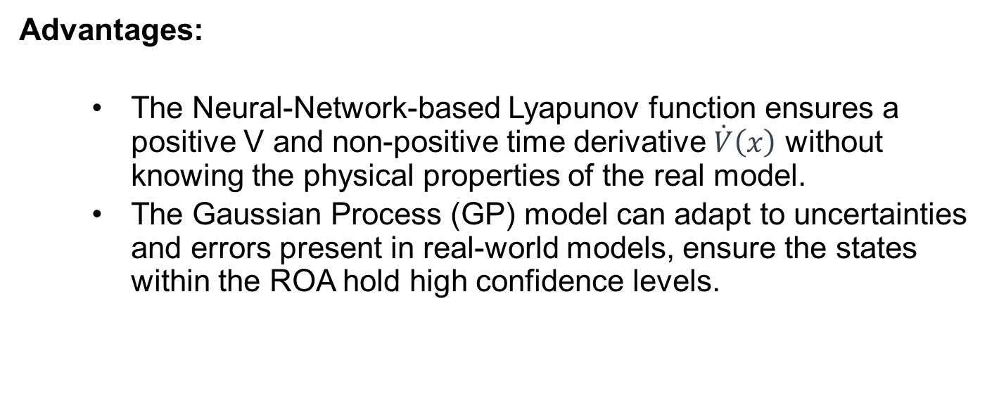 Advantages:
• The Neural-Network-based Lyapunov function ensures a
positive V and non-positive time derivative V̇(x) without
knowing the physical properties of the real model.
• The Gaussian Process (GP) model can adapt to uncertainties
and errors present in real-world models, ensure the states
within the ROA hold high confidence levels.